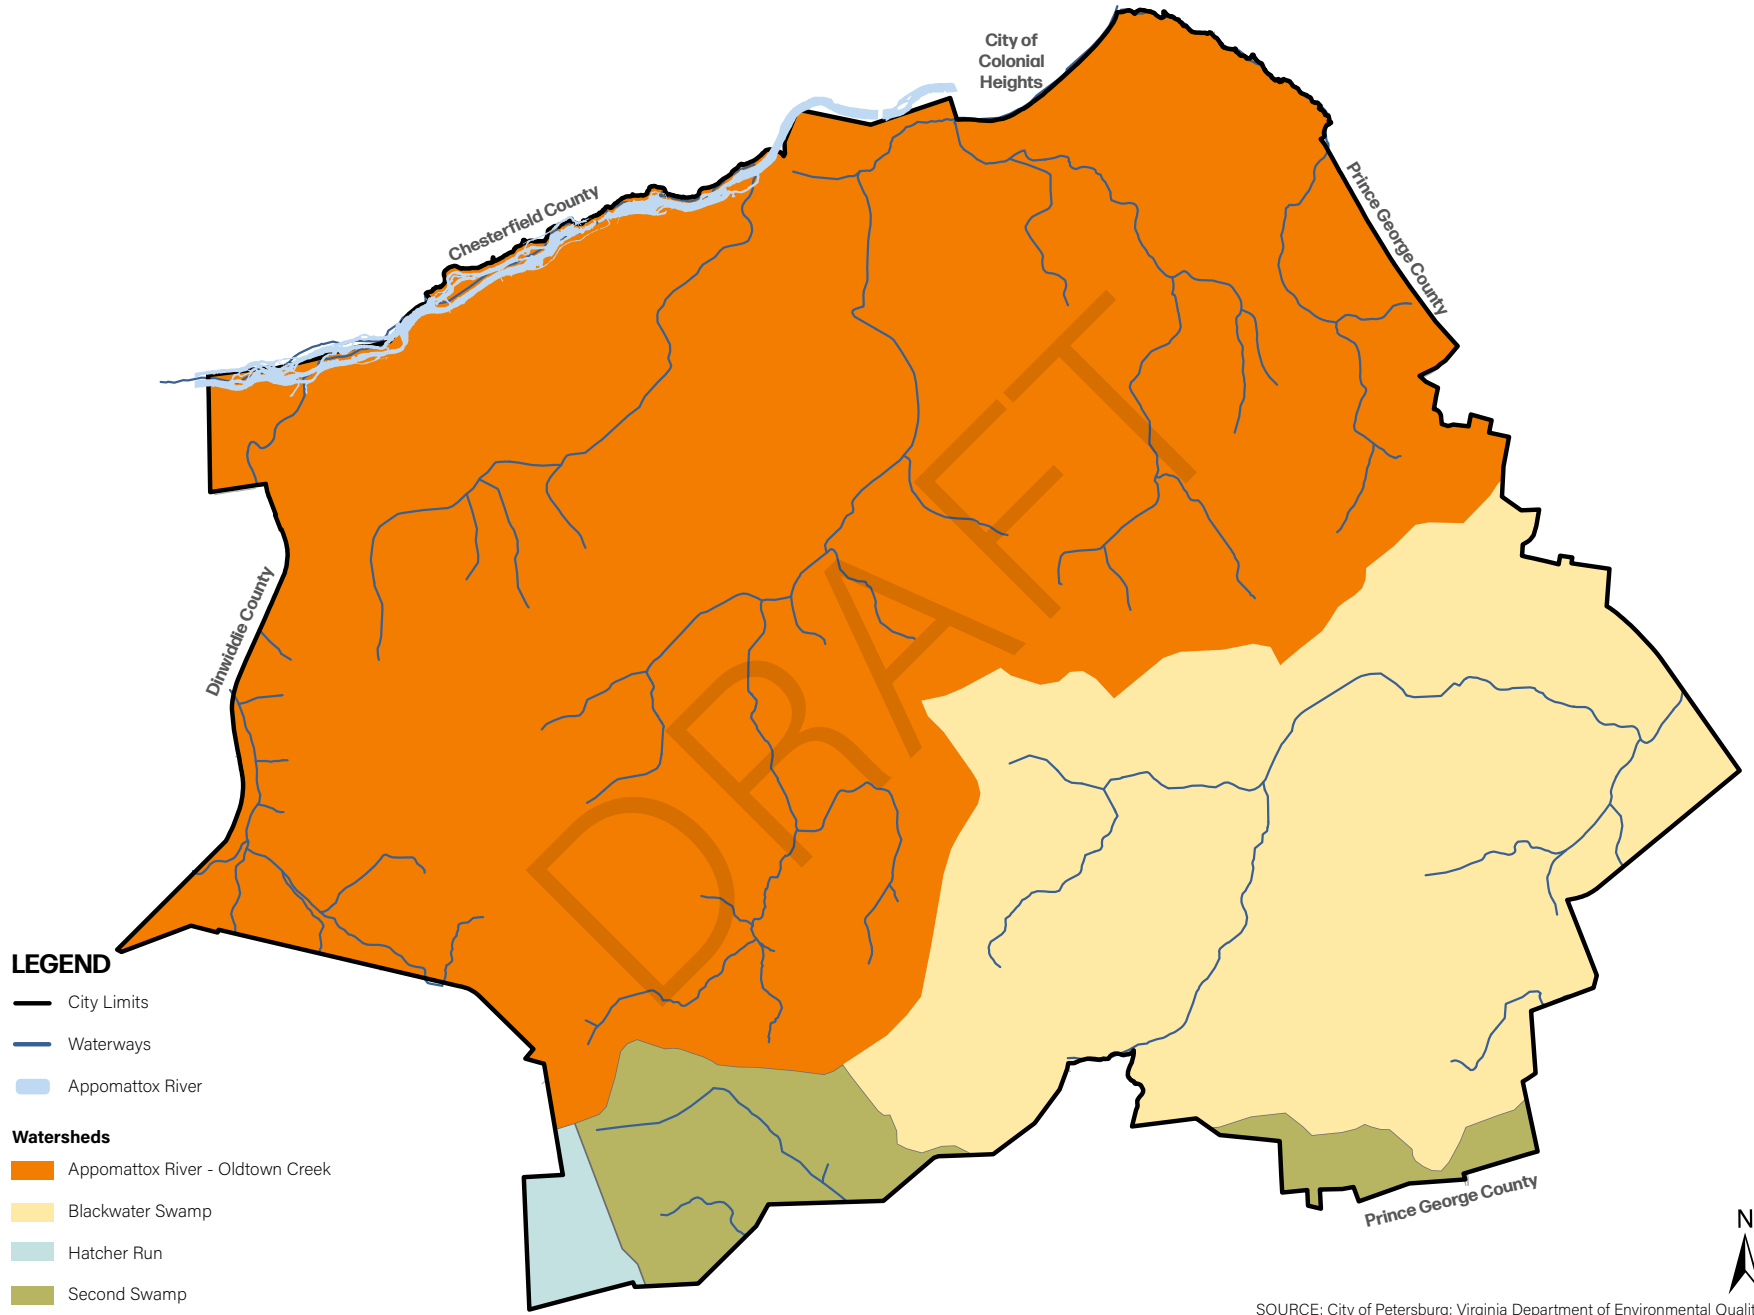 City of
Colonial
Heights
Chesterfield County
Prince George County
Dinwiddie County
DRAFT
LEGEND
City Limits
Waterways
Appomattox River
Watersheds
Appomattox River - Oldtown Creek
Blackwater Swamp
Hatcher Run
Second Swamp
Prince George County
N
SOURCE: City of Petersburg; Virginia Department of Environmental Qualit